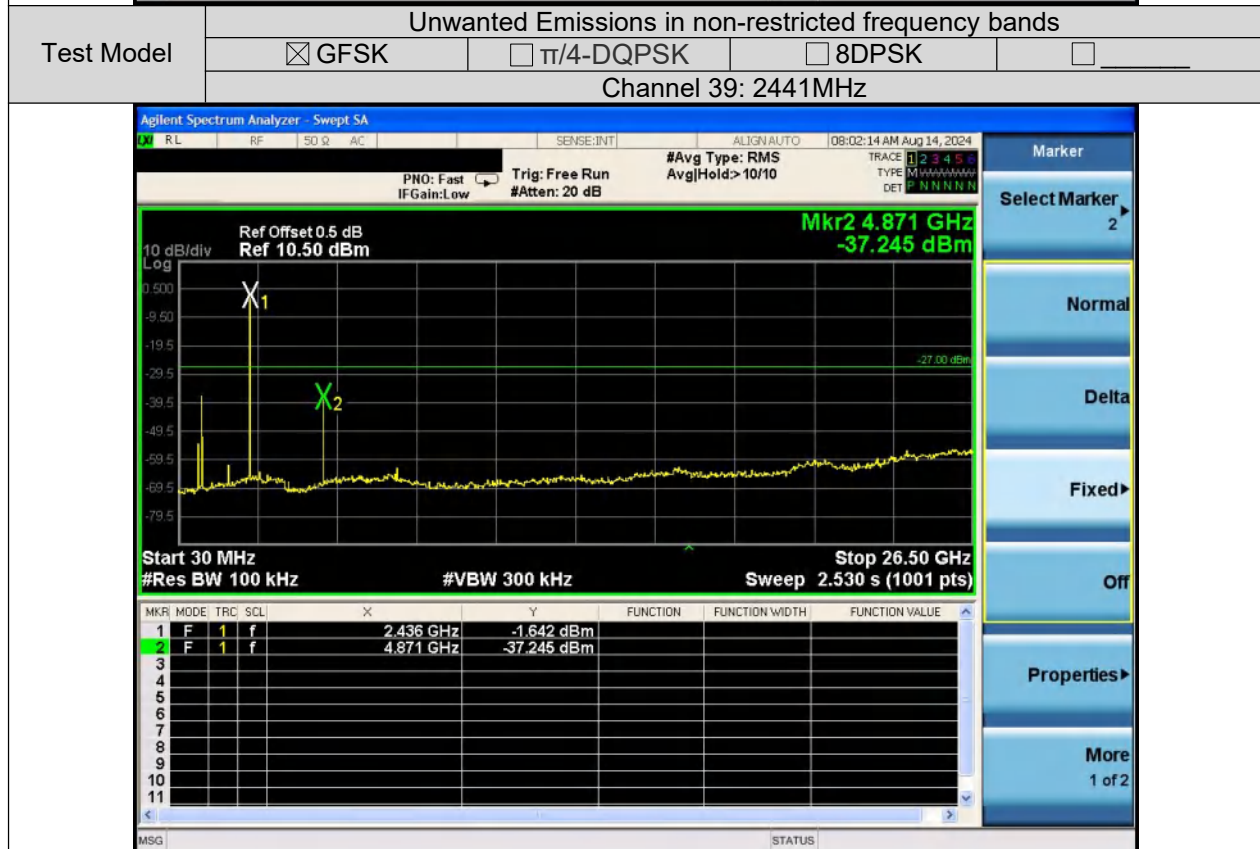 Unwanted Emissions in non-restricted frequency bands
Test Model
☒ GFSK ☐ π/4-DQPSK ☐ 8DPSK ☐ ______
Channel 39: 2441MHz
Agilent Spectrum Analyzer - Swept SA
LXI RL RF 50 Ω AC SENSE:INT ALIGN AUTO 08:02:14 AM Aug 14, 2024
PNO: Fast
IFGain:Low
Trig: Free Run
#Atten: 20 dB
#Avg Type: RMS
Avg|Hold:> 10/10
TRACE 1 2 3 4 5 6
TYPE M WWWWW
DET P N N N N N
Mkr2 4.871 GHz
-37.245 dBm
Ref Offset 0.5 dB
10 dB/div Ref 10.50 dBm
Log
0.500
-9.50
-19.5
-29.5
-39.5
-49.5
-59.5
-69.5
-79.5
1
2
-27.00 dBm
Start 30 MHz Stop 26.50 GHz
#Res BW 100 kHz #VBW 300 kHz Sweep 2.530 s (1001 pts)
MKR MODE TRC SCL X Y FUNCTION FUNCTION WIDTH FUNCTION VALUE
1 F 1 f 2.436 GHz -1.642 dBm
2 F 1 f 4.871 GHz -37.245 dBm
3
4
5
6
7
8
9
10
11
MSG STATUS
Marker
Select Marker
2
Normal
Delta
Fixed
Off
Properties
More
1 of 2